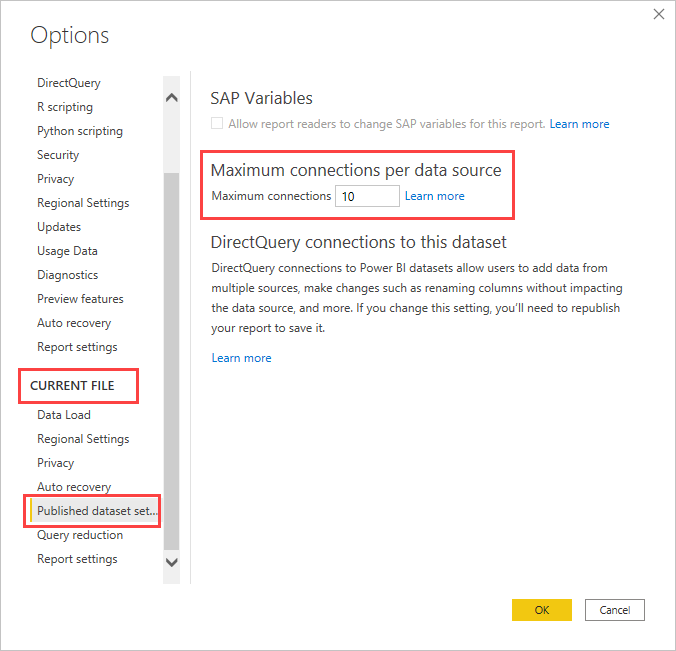 Options
DirectQuery
R scripting
Python scripting
Security
Privacy
Regional Settings
Updates
Usage Data
Diagnostics
Preview features
Auto recovery
Report settings
CURRENT FILE
Data Load
Regional Settings
Privacy
Auto recovery
Published dataset set...
Query reduction
Report settings
SAP Variables
Allow report readers to change SAP variables for this report. Learn more
Maximum connections per data source
Maximum connections 10 Learn more
DirectQuery connections to this dataset
DirectQuery connections to Power BI datasets allow users to add data from
multiple sources, make changes such as renaming columns without impacting
the data source, and more. If you change this setting, you'll need to republish
your report to save it.
Learn more
OK Cancel